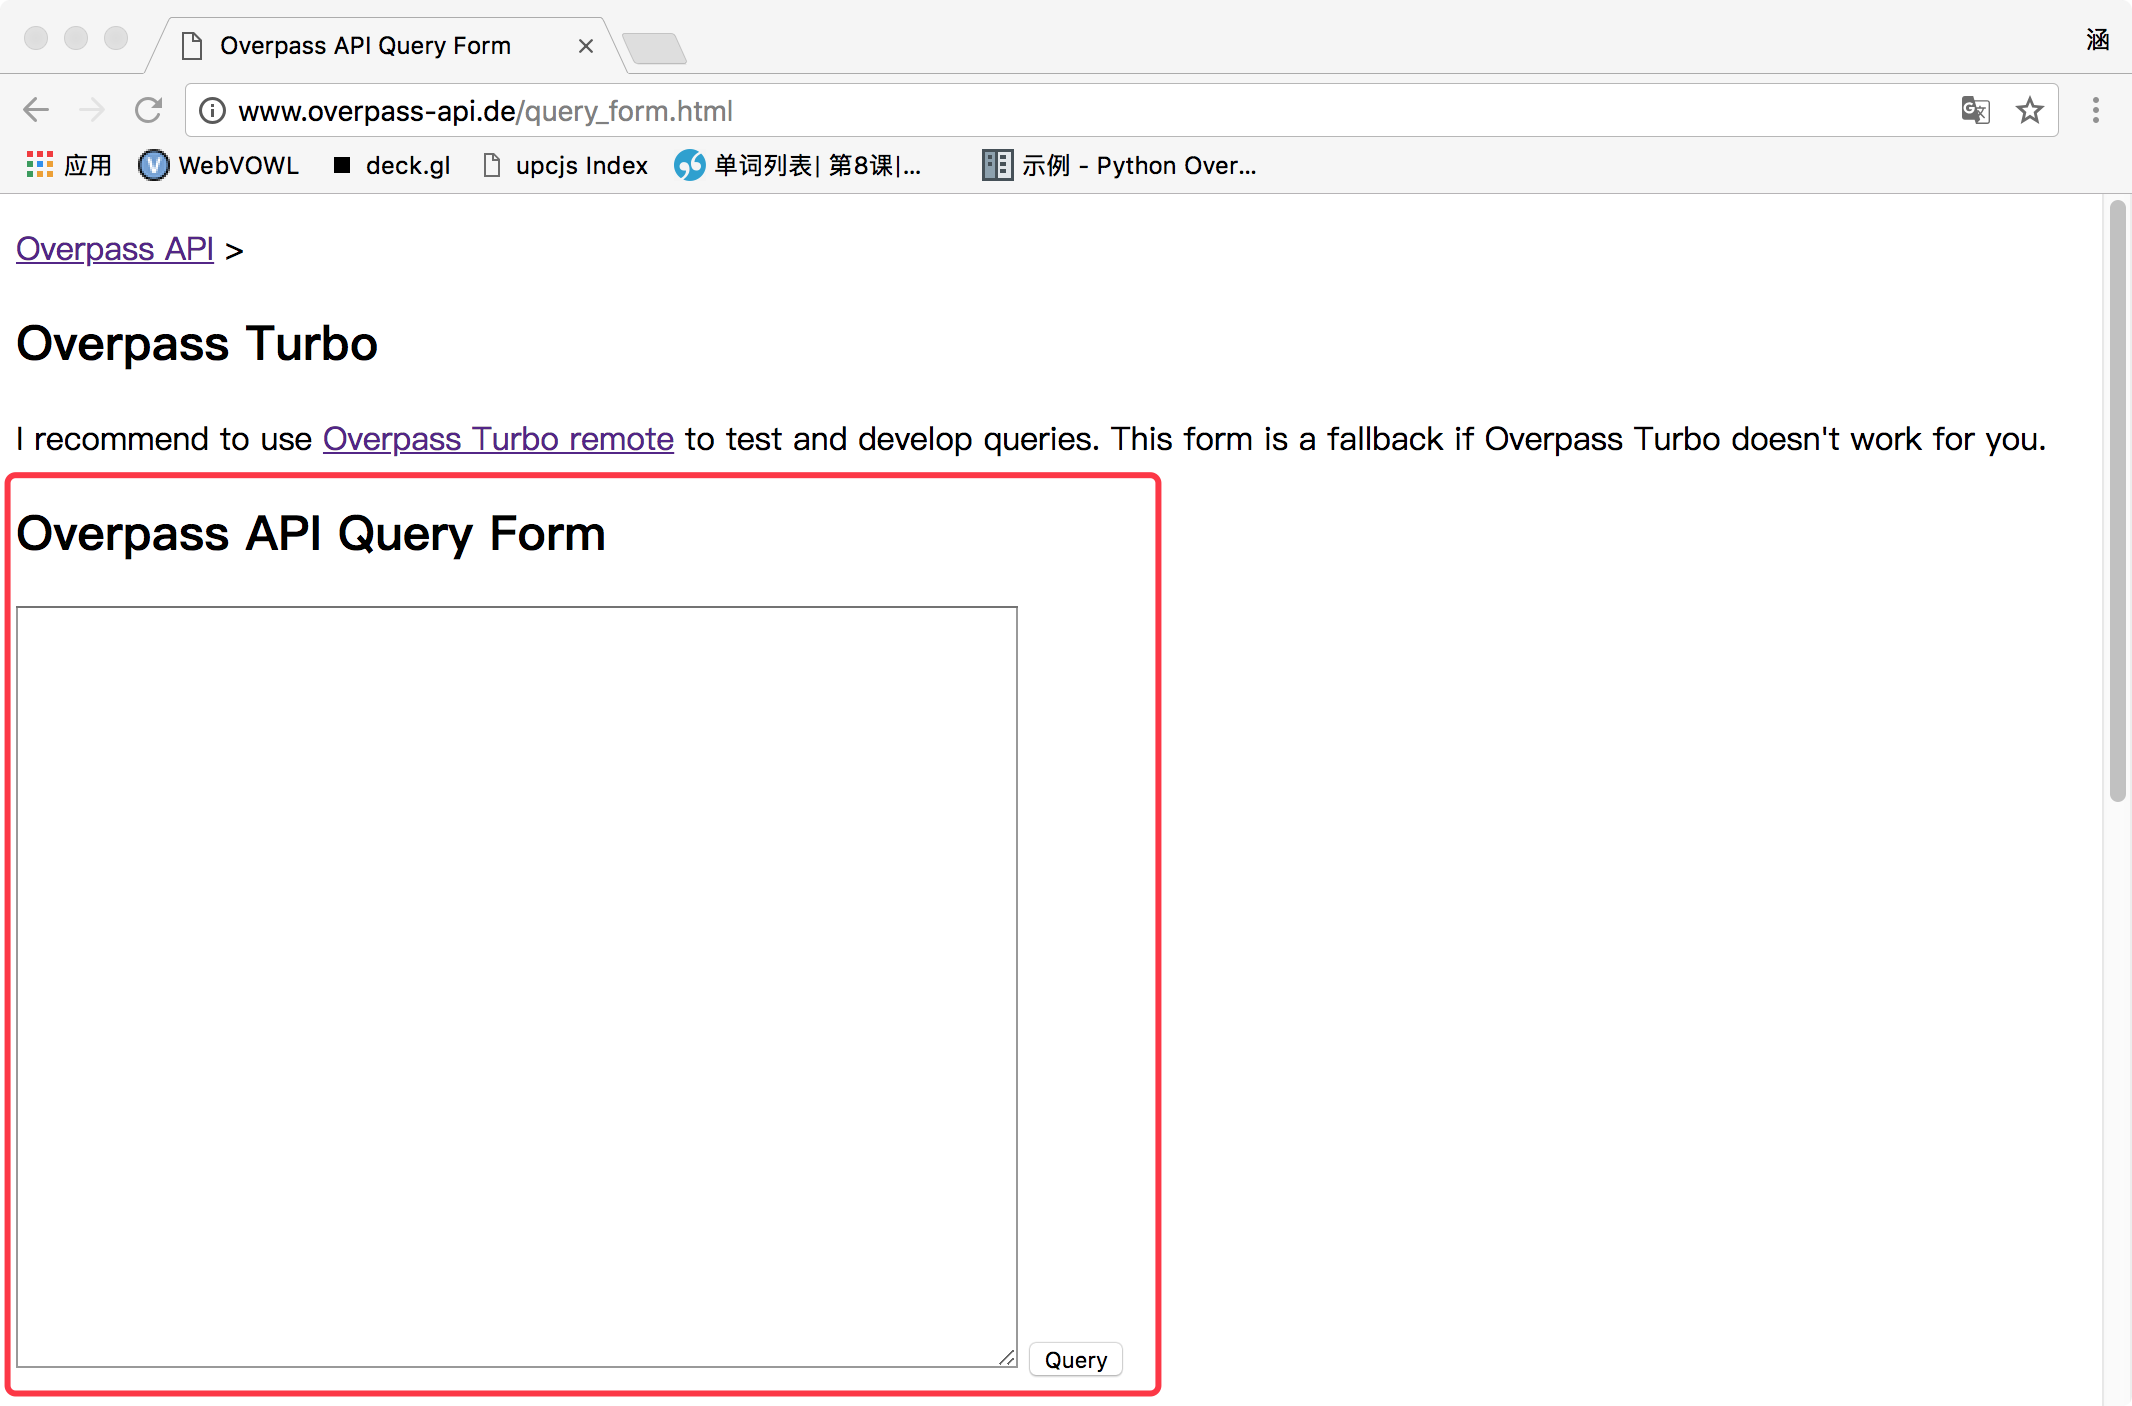 Overpass API Query Form
涵
www.overpass-api.de/query_form.html
应用 WebVOWL deck.gl upcjs Index 单词列表| 第8课|... 示例 - Python Over...
Overpass API >
Overpass Turbo
I recommend to use Overpass Turbo remote to test and develop queries. This form is a fallback if Overpass Turbo doesn't work for you.
Overpass API Query Form
Query